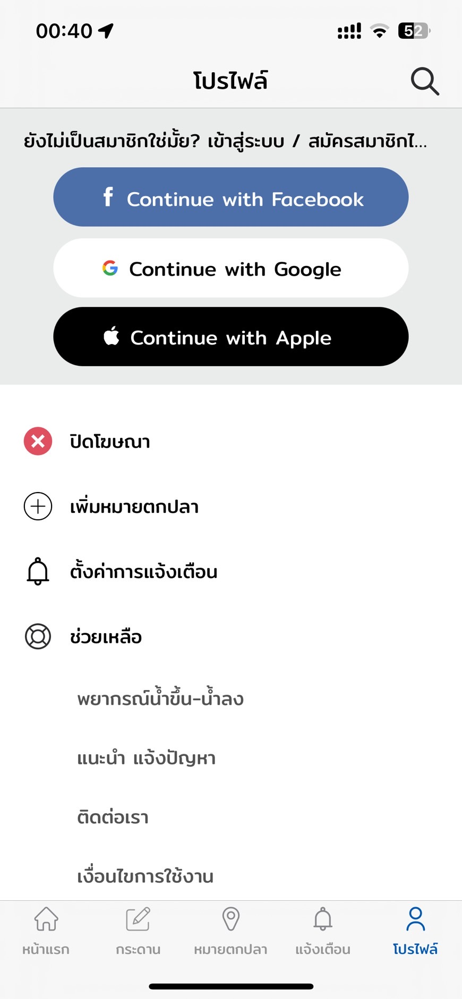 00:40
52
โปรไฟล์
ยังไม่เป็นสมาชิกใช่มั้ย? เข้าสู่ระบบ / สมัครสมาชิกไ...
Continue with Facebook
Continue with Google
Continue with Apple
ปิดโฆษณา
เพิ่มหมายตกปลา
ตั้งค่าการแจ้งเตือน
ช่วยเหลือ
พยากรณ์น้ำขึ้น-น้ำลง
แนะนำ แจ้งปัญหา
ติดต่อเรา
เงื่อนไขการใช้งาน
หน้าแรก
กระดาน
หมายตกปลา
แจ้งเตือน
โปรไฟล์